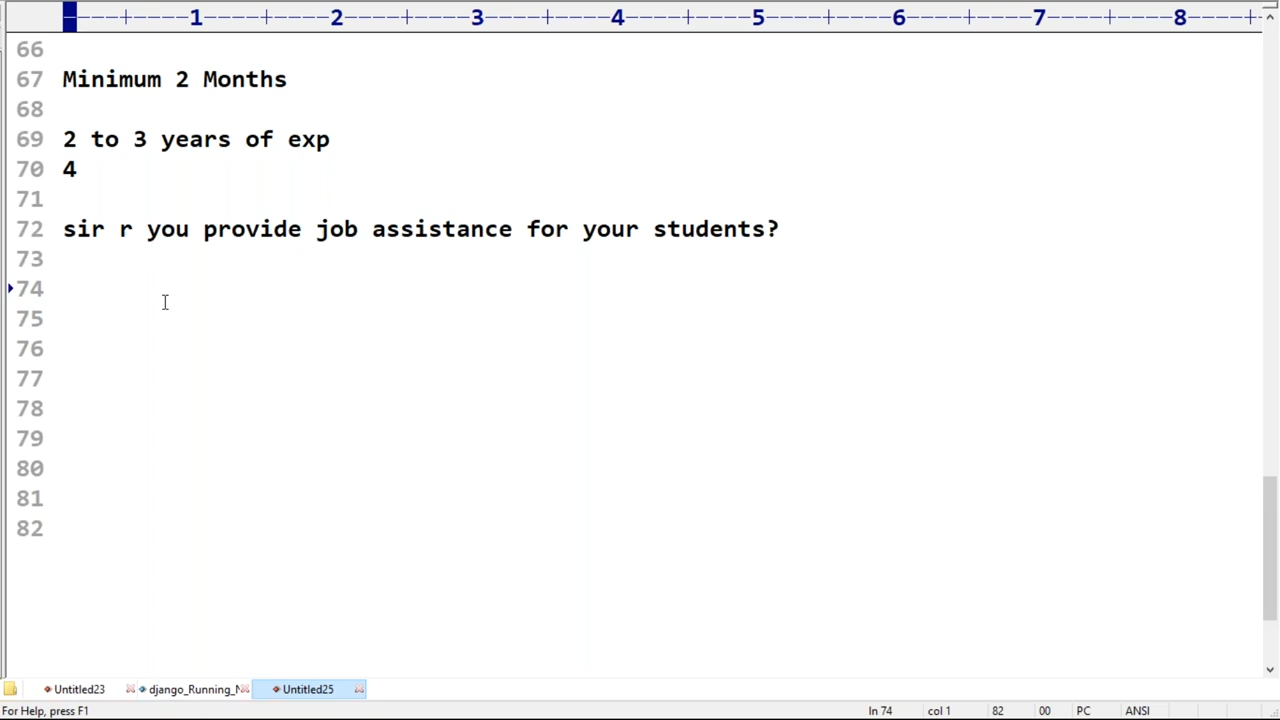 1 2 3 4 5 6 7 8
66
67 Minimum 2 Months
68
69 2 to 3 years of exp
70 4
71
72 sir r you provide job assistance for your students?
73
74
75
76
77
78
79
80
81
82
Untitled23 django_Running_N Untitled25
For Help, press F1 ln 74 col 1 82 00 PC ANSI